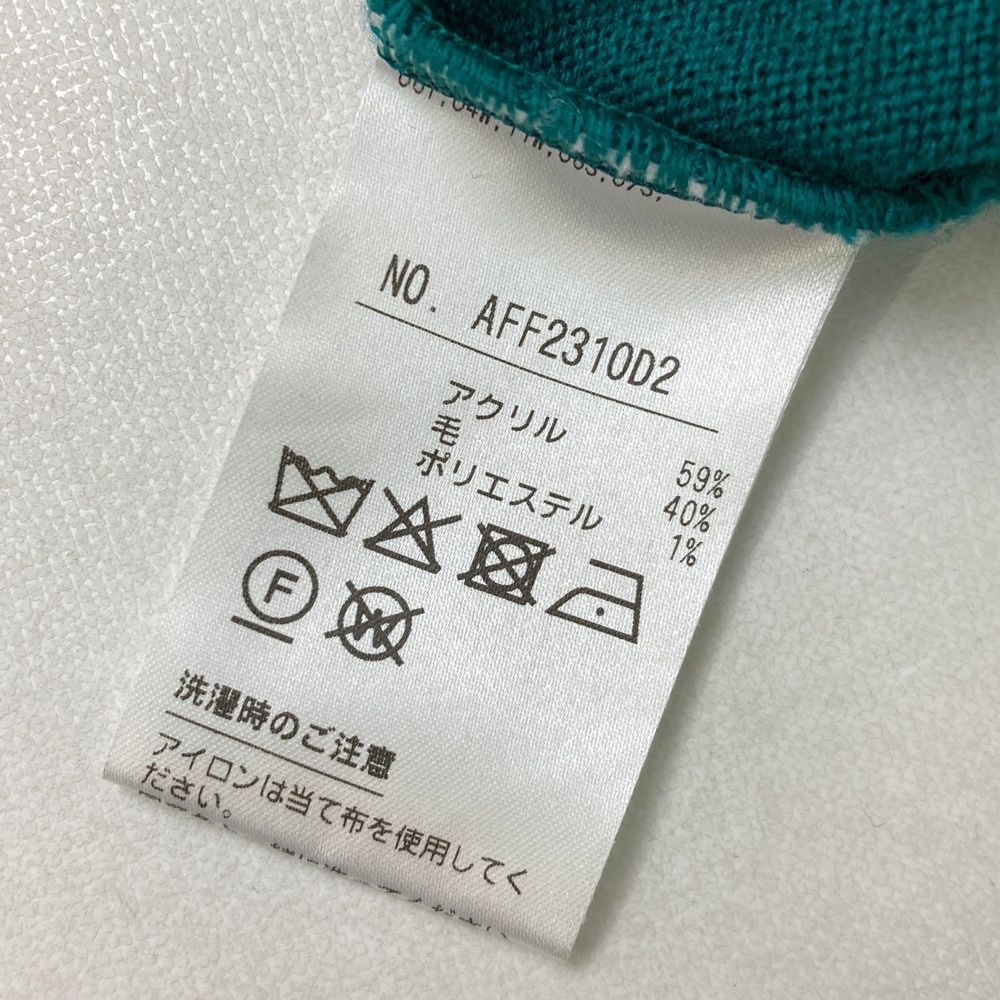 NO. AFF2310D2
アクリル 59%
毛 40%
ポリエステル 1%
F
W
洗濯時のご注意
アイロンは当て布を使用してく
ださい。